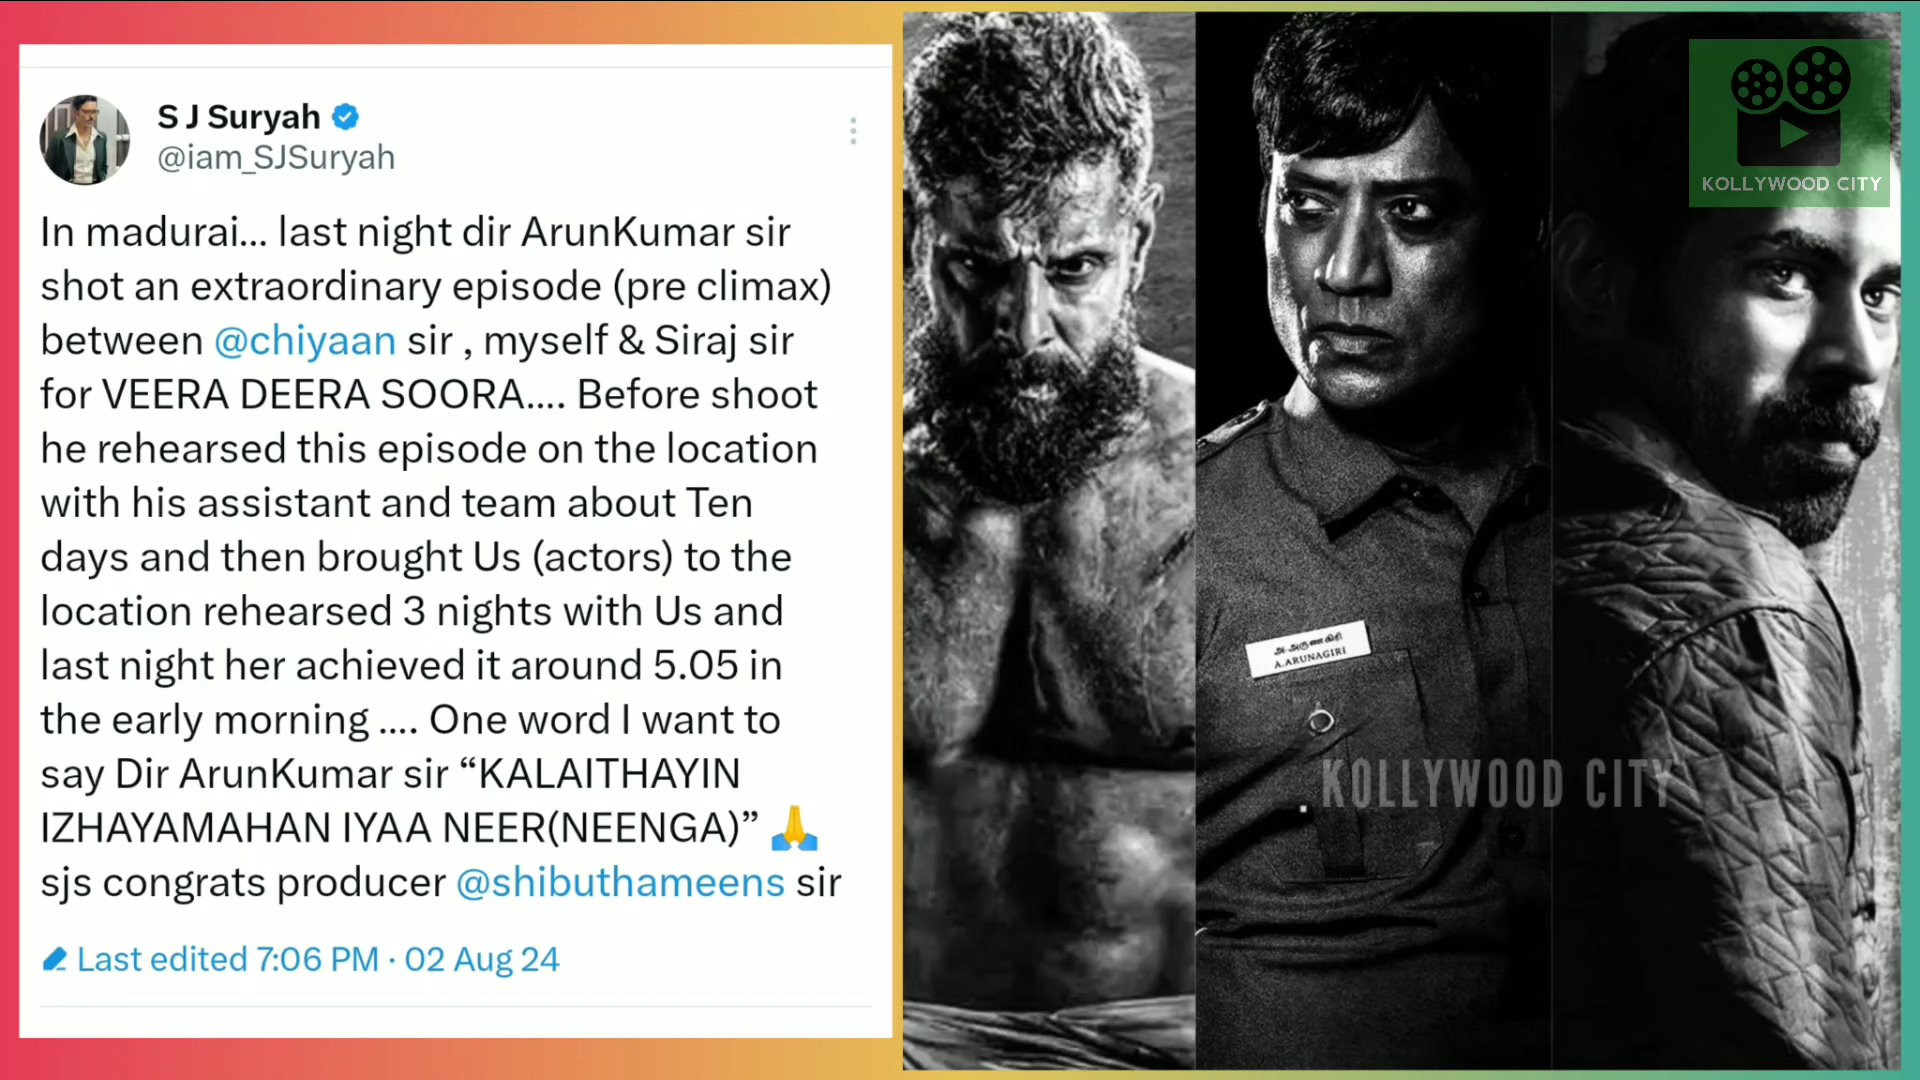 S J Suryah
@iam_SJSuryah
In madurai... last night dir ArunKumar sir
shot an extraordinary episode (pre climax)
between @chiyaan sir , myself & Siraj sir
for VEERA DEERA SOORA.... Before shoot
he rehearsed this episode on the location
with his assistant and team about Ten
days and then brought Us (actors) to the
location rehearsed 3 nights with Us and
last night her achieved it around 5.05 in
the early morning .... One word I want to
say Dir ArunKumar sir “KALAITHAYIN
IZHAYAMAHAN IYAA NEER(NEENGA)” 🙏
sjs congrats producer @shibuthameens sir
Last edited 7:06 PM · 02 Aug 24
KOLLYWOOD CITY
அ.அருணகிரி
A.ARUNAGIRI
KOLLYWOOD CITY